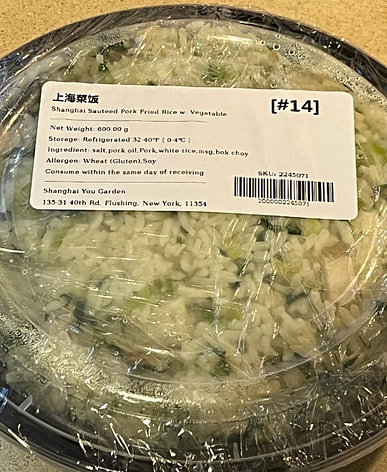 上海菜饭
[#14]
Shanghai Sauteed Pork Fried Rice w. Vegetable
Net Weight: 600.00 g
Storage: Refrigerated 32-40°F ( 0-4°C )
Ingredient: salt,pork oil,Pork,white rice,msg,bok choy
Allergen: Wheat (Gluten),Soy
Consume within the same day of receiving
SKU: 2245071
2000002245071
Shanghai You Garden
135-31 40th Rd, Flushing, New York, 11354